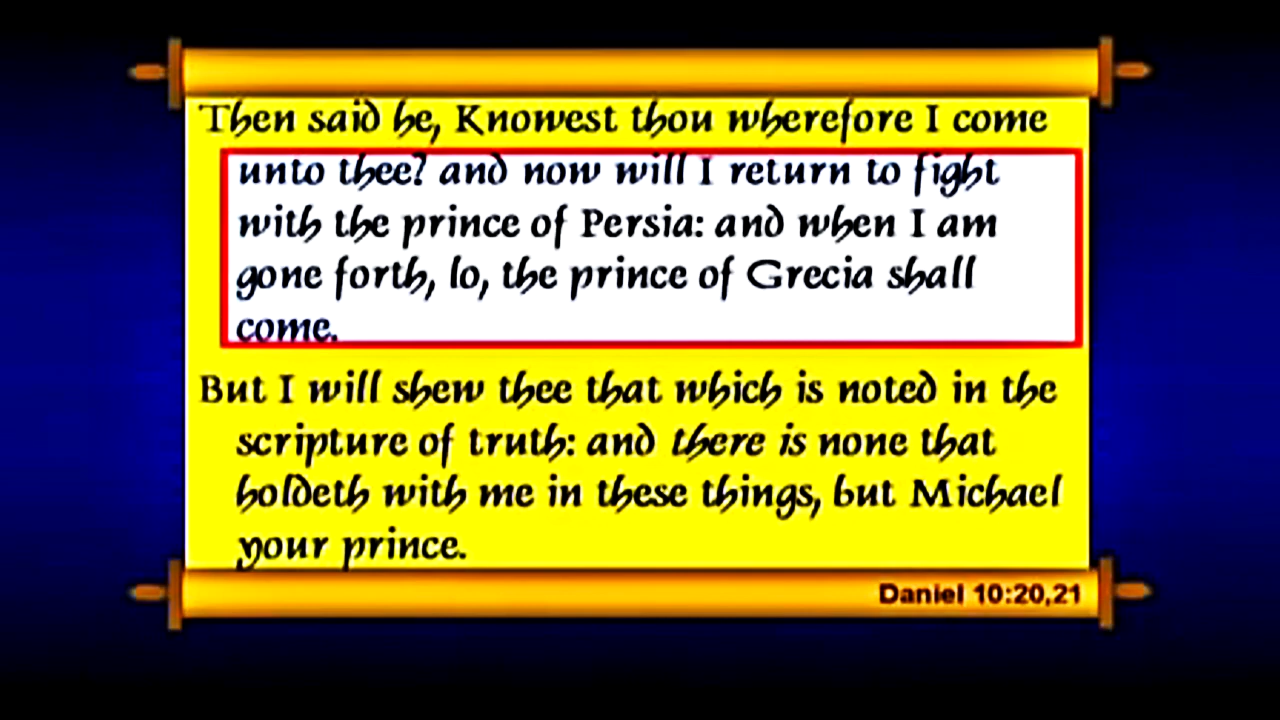 Then said he, Knowest thou wherefore I come
unto thee? and now will I return to fight
with the prince of Persia: and when I am
gone forth, lo, the prince of Grecia shall
come.
But I will shew thee that which is noted in the
scripture of truth: and there is none that
holdeth with me in these things, but Michael
your prince.
Daniel 10:20,21